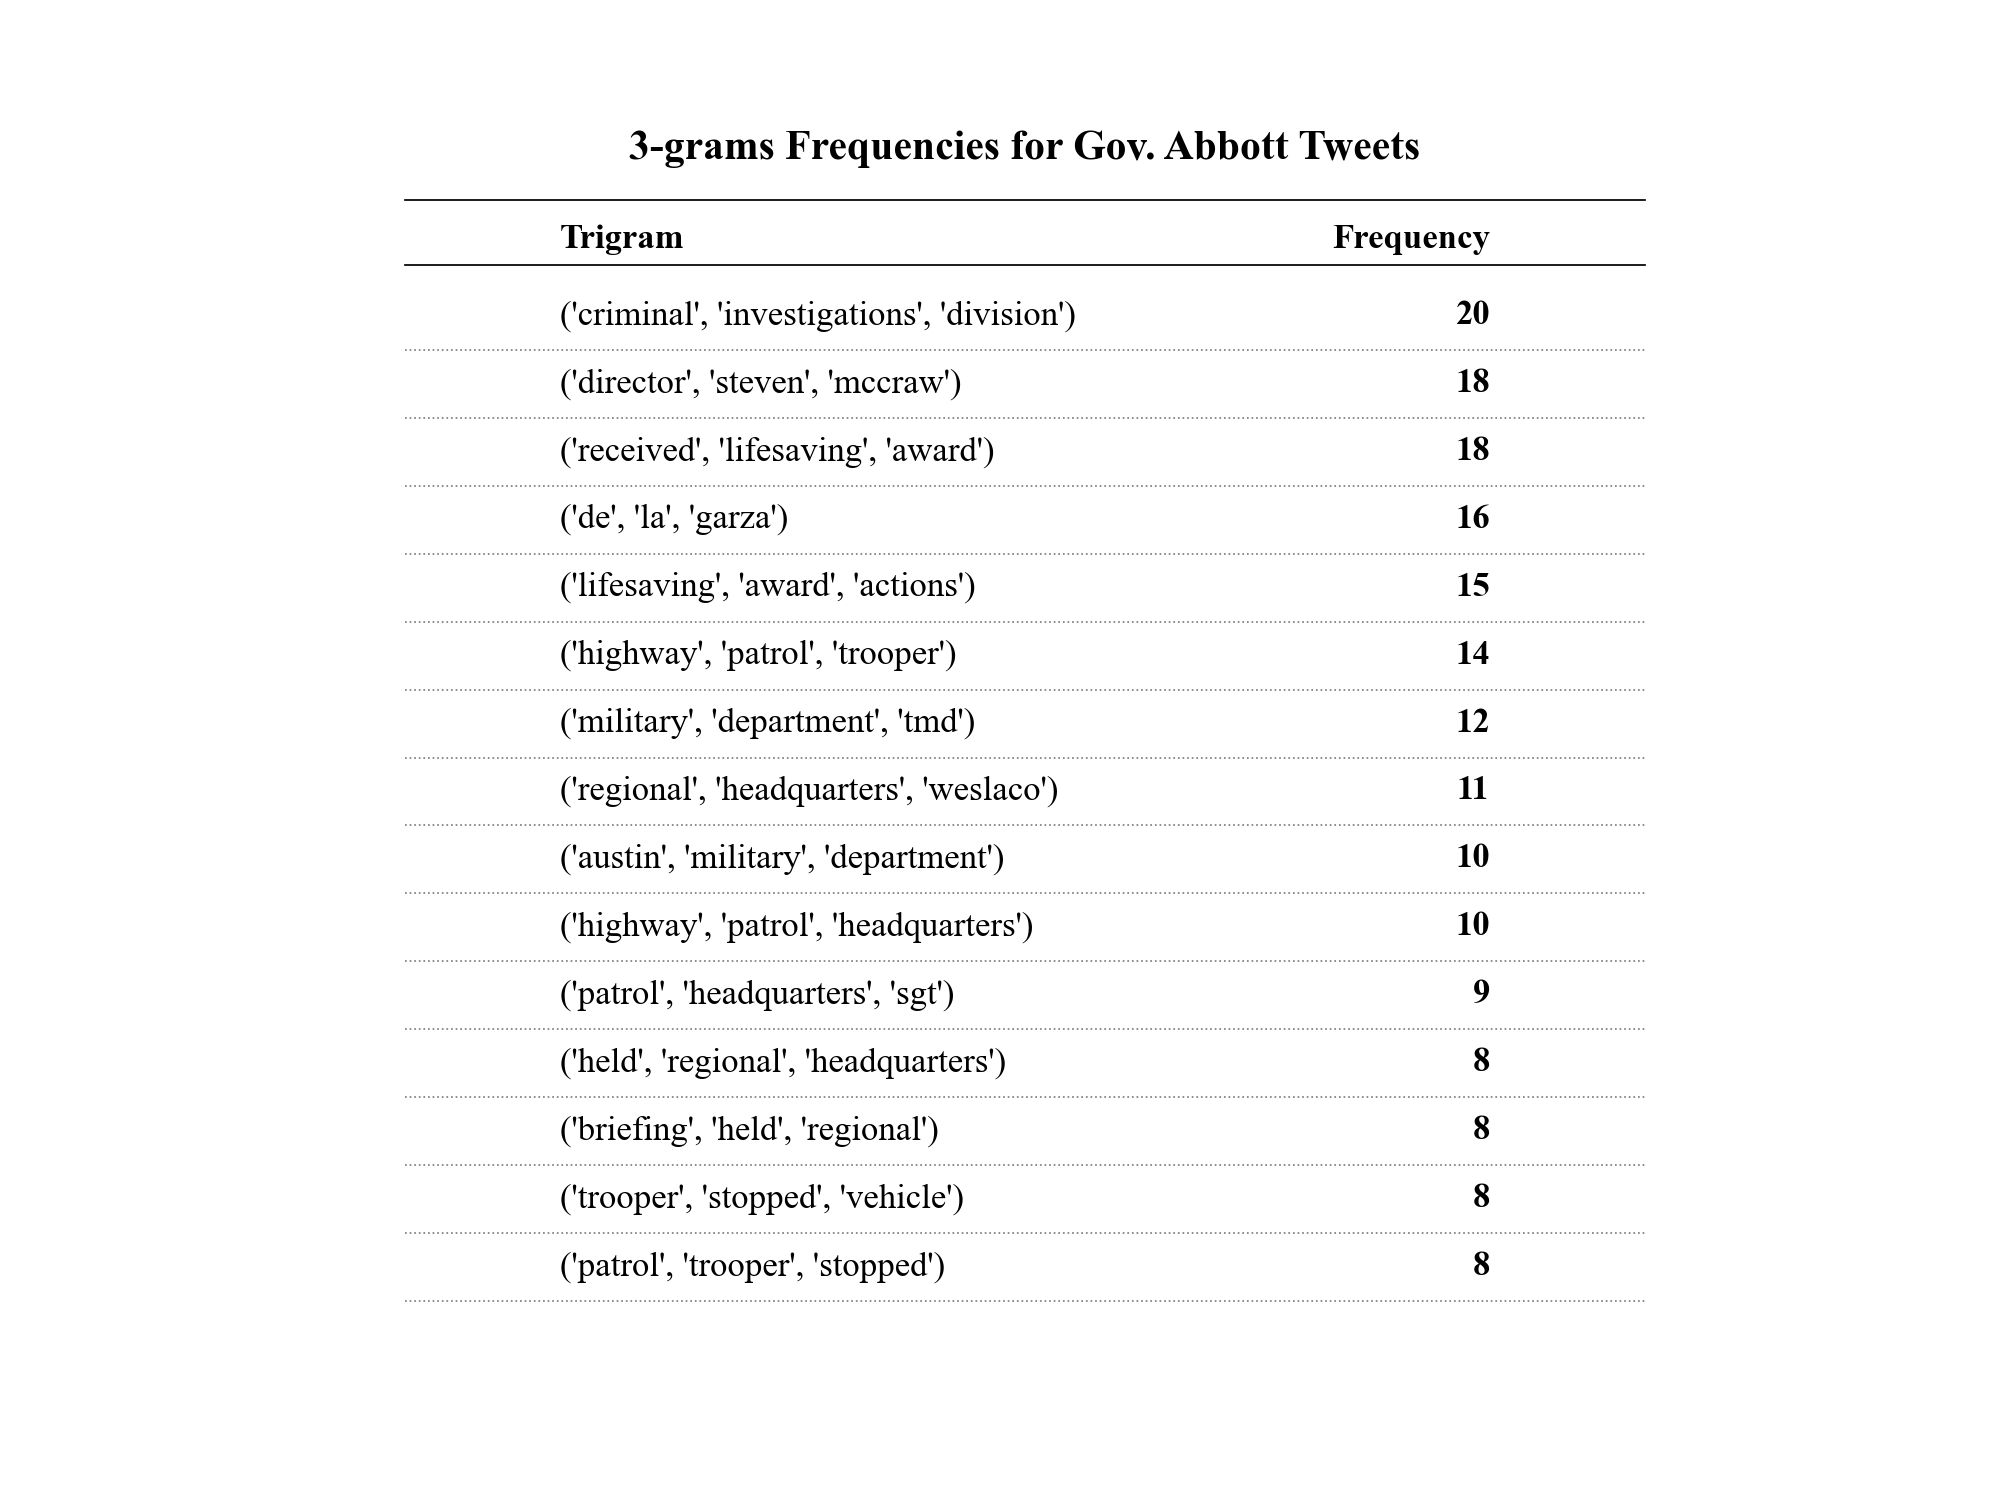 3-grams Frequencies for Gov. Abbott Tweets
Trigram Frequency
('criminal', 'investigations', 'division') 20
('director', 'steven', 'mccraw') 18
('received', 'lifesaving', 'award') 18
('de', 'la', 'garza') 16
('lifesaving', 'award', 'actions') 15
('highway', 'patrol', 'trooper') 14
('military', 'department', 'tmd') 12
('regional', 'headquarters', 'weslaco') 11
('austin', 'military', 'department') 10
('highway', 'patrol', 'headquarters') 10
('patrol', 'headquarters', 'sgt') 9
('held', 'regional', 'headquarters') 8
('briefing', 'held', 'regional') 8
('trooper', 'stopped', 'vehicle') 8
('patrol', 'trooper', 'stopped') 8